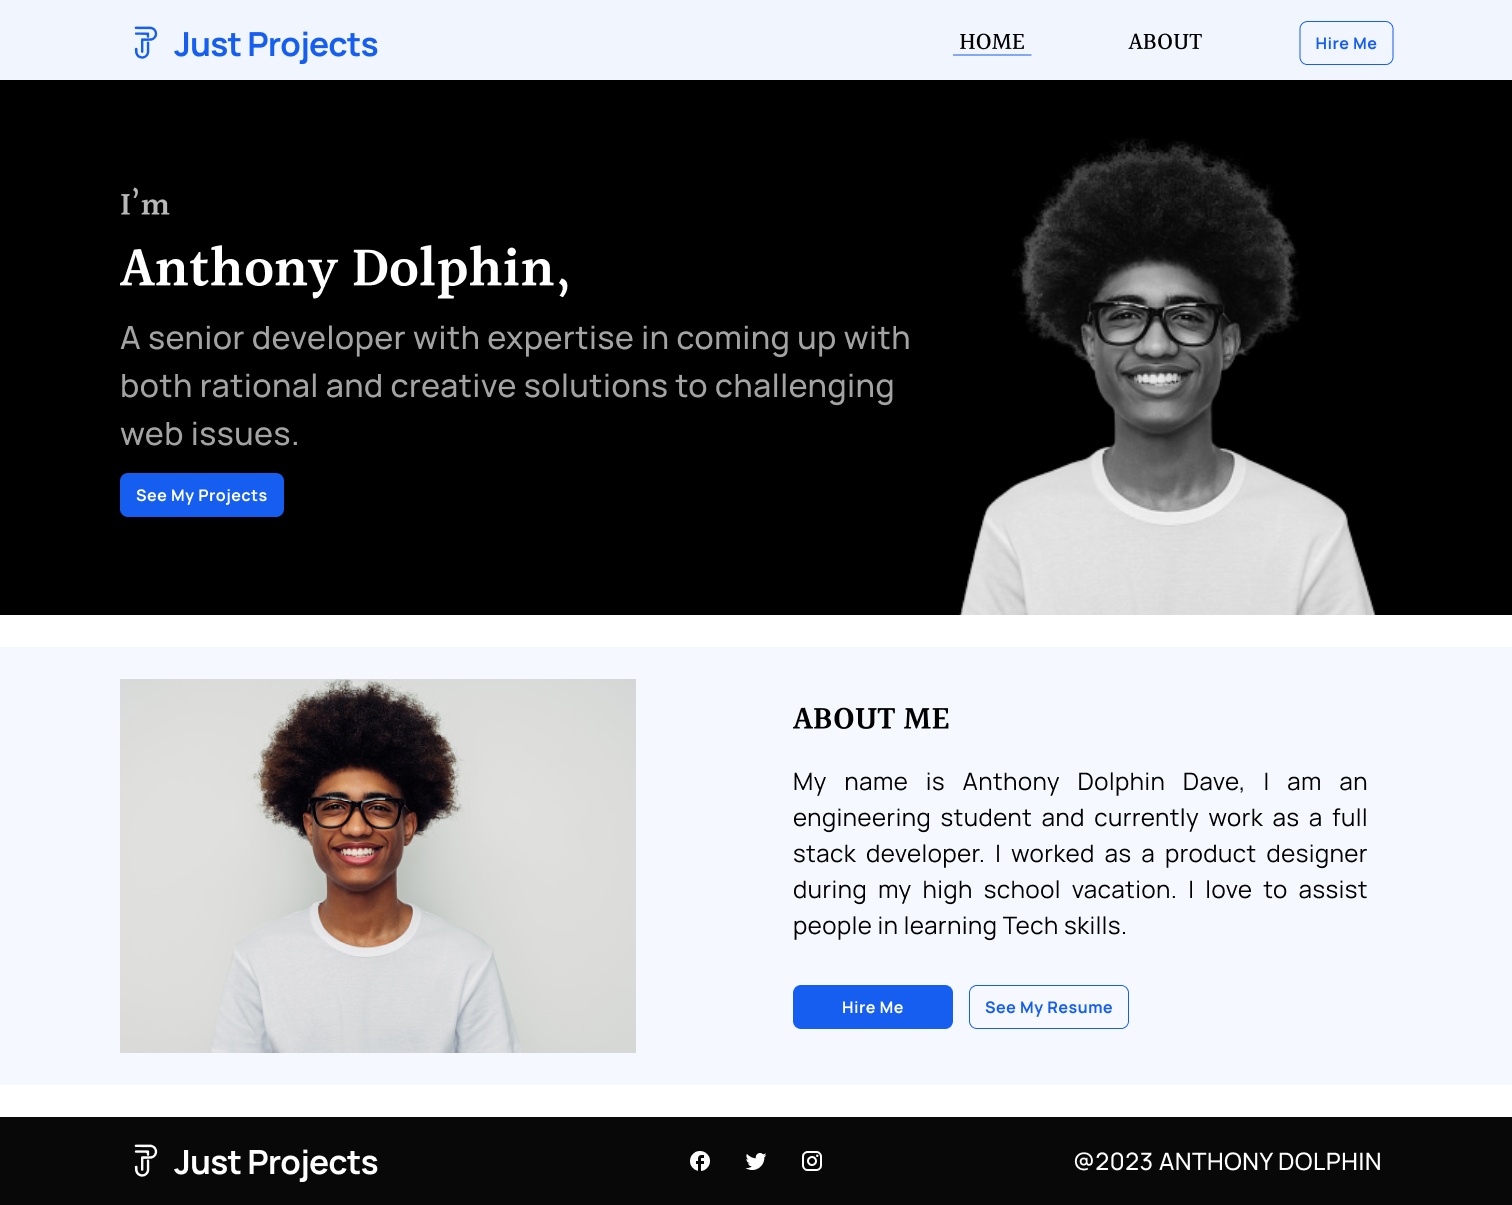 Just Projects
HOME
ABOUT
Hire Me
I’m
Anthony Dolphin,
A senior developer with expertise in coming up with
both rational and creative solutions to challenging
web issues.
See My Projects
ABOUT ME
My name is Anthony Dolphin Dave, I am an
engineering student and currently work as a full
stack developer. I worked as a product designer
during my high school vacation. I love to assist
people in learning Tech skills.
Hire Me
See My Resume
Just Projects
@2023 ANTHONY DOLPHIN